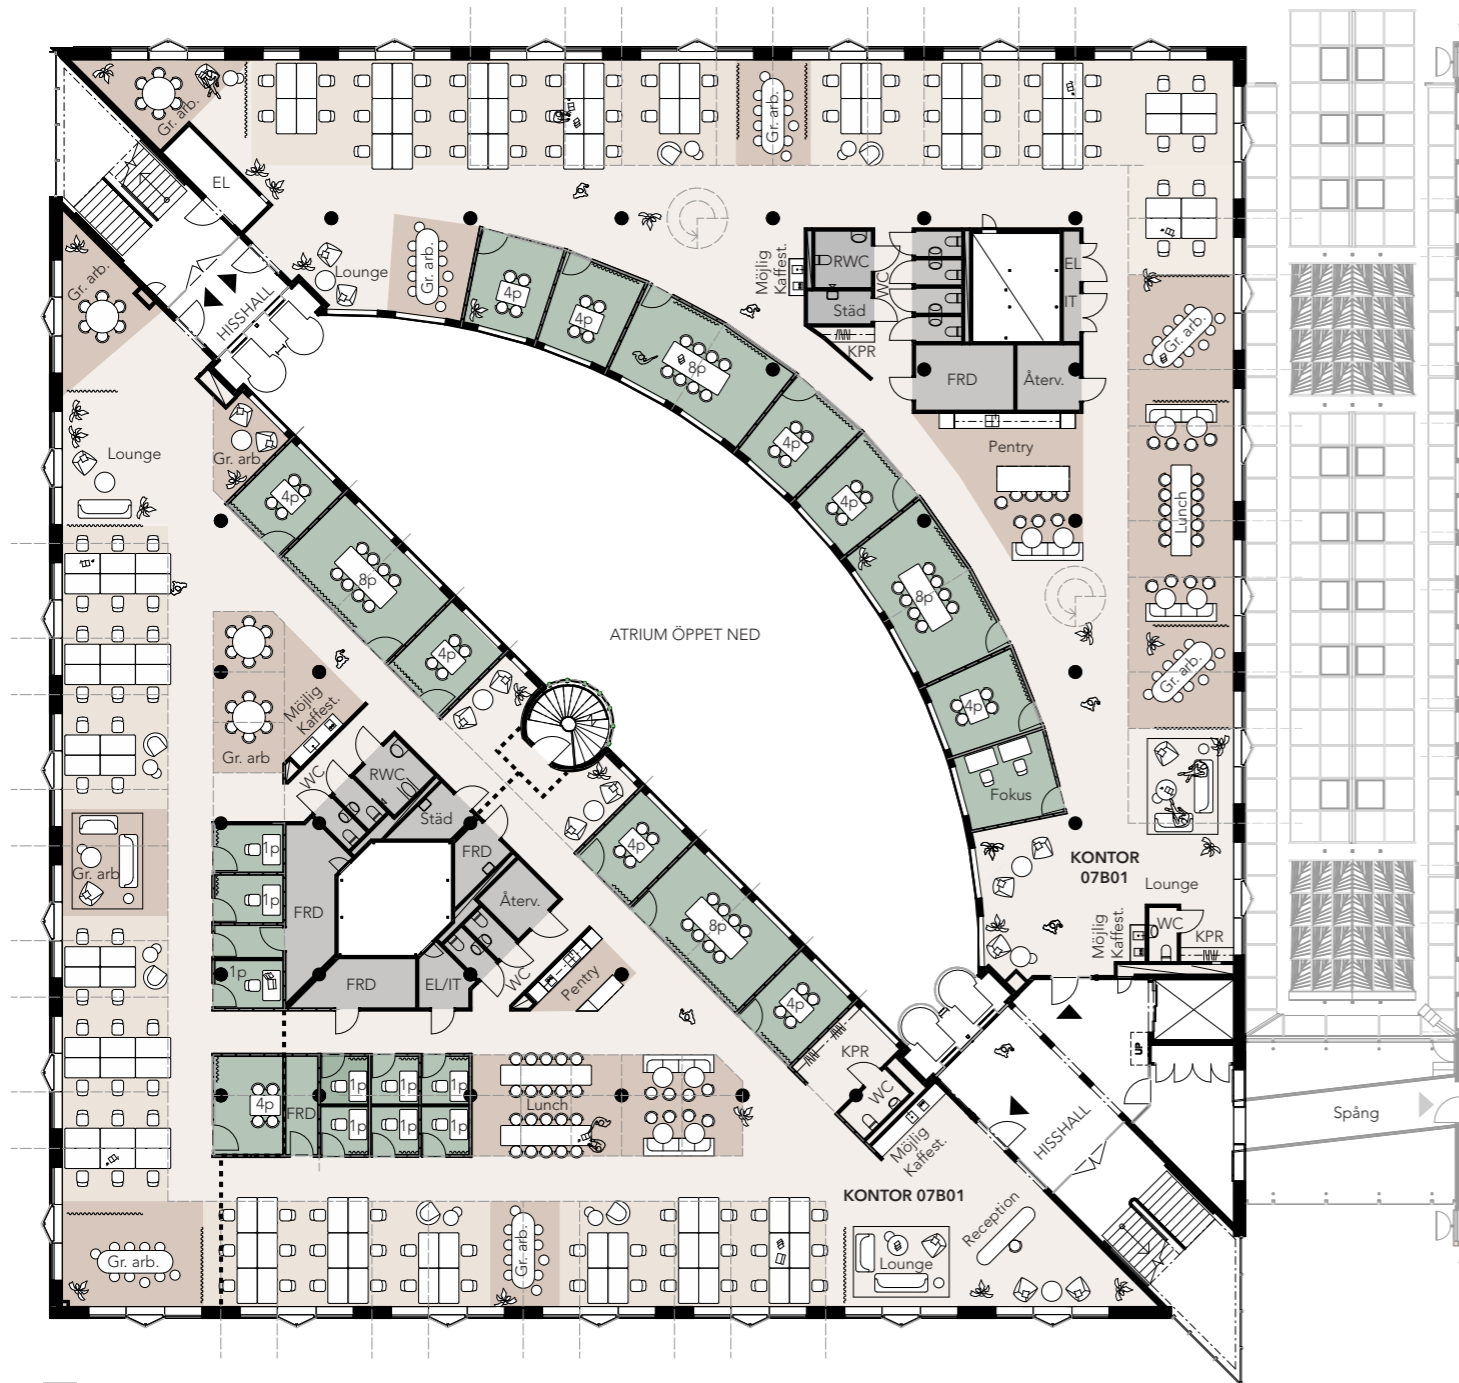 Gr. arb.
EL
Gr. arb.
Gr. arb.
HISSHALL
Lounge
Gr. arb.
4p
4p
8p
4p
4p
8p
4p
Fokus
Möjlig
Kaffest.
RWC
WC
Städ
KPR
EL
IT
FRD
Återv.
Pentry
Gr. arb.
Lunch
Gr. arb.
Lounge
Gr. arb.
4p
8p
4p
ATRIUM ÖPPET NED
Gr. arb
Möjlig
Kaffest.
WC
RWC
Städ
FRD
Återv.
WC
Pentry
FRD
FRD
EL/IT
1p
1p
1p
Gr. arb
4p
8p
4p
KONTOR
07B01
Lounge
Möjlig
Kaffest.
WC
KPR
KPR
WC
Möjlig
Kaffest.
UP
HISSHALL
Spång
4p
FRD
1p
1p
1p
1p
1p
1p
Lunch
KONTOR 07B01
Reception
Lounge
Gr. arb.
Gr. arb.